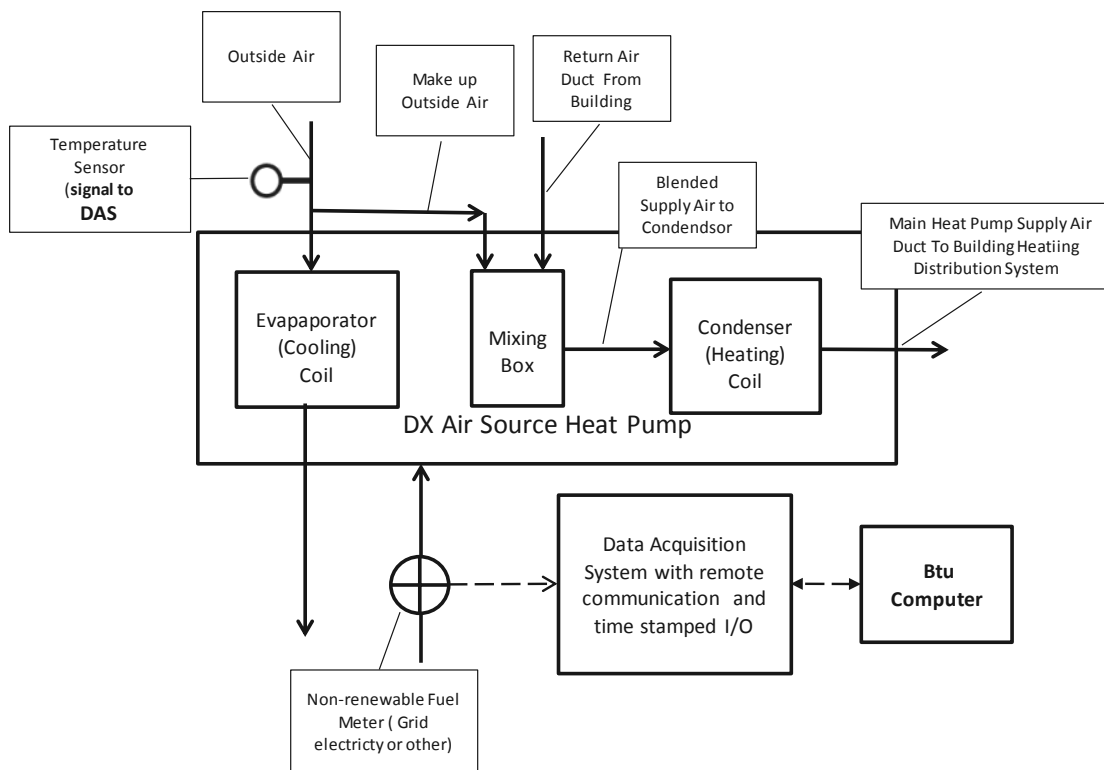 Outside Air
Make up
Outside Air
Return Air
Duct From
Building
Temperature
Sensor
(signal to
DAS
Blended
Supply Air to
Condendsor
Main Heat Pump Supply Air
Duct To Building Heatiing
Distribution System
Evapaporator
(Cooling)
Coil
Mixing
Box
Condenser
(Heating)
Coil
DX Air Source Heat Pump
Data Acquisition
System with remote
communication and
time stamped I/O
Btu
Computer
Non-renewable Fuel
Meter ( Grid
electricty or other)